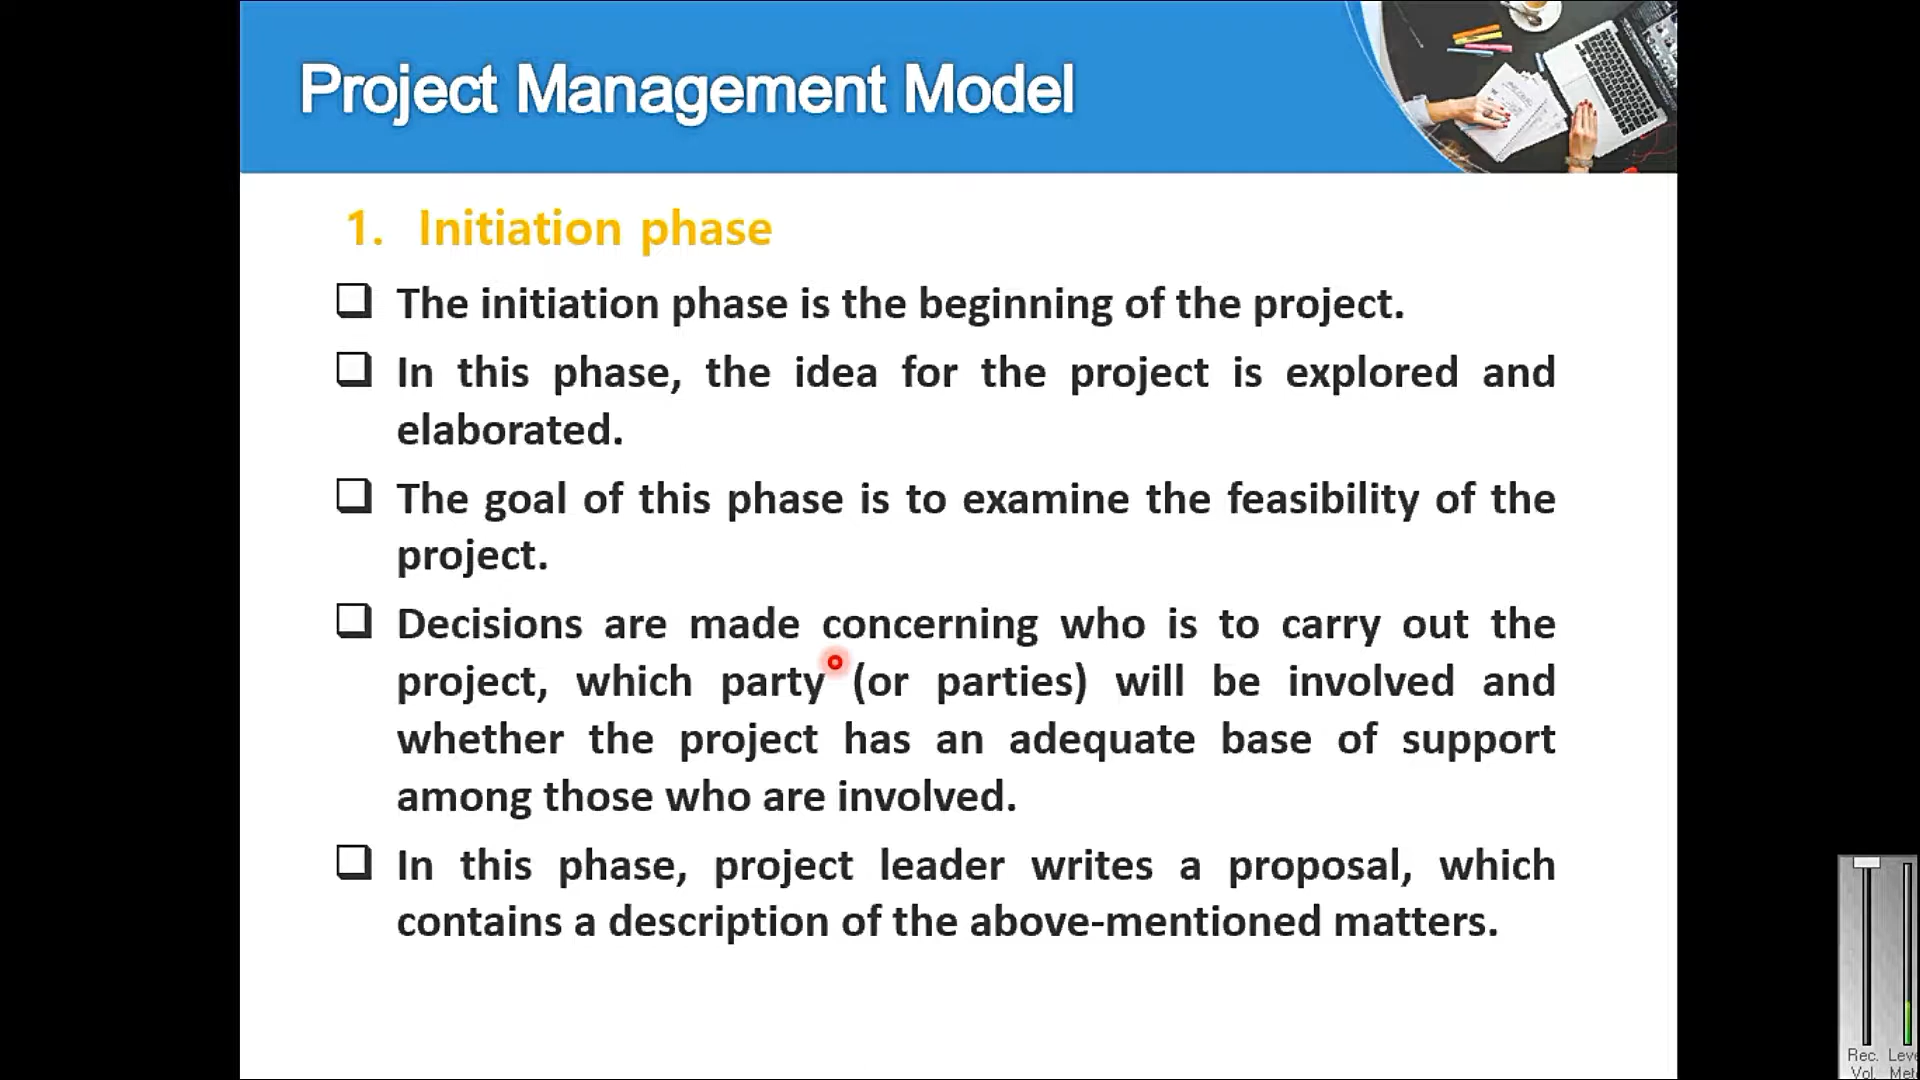 Project Management Model
1. Initiation phase
❑ The initiation phase is the beginning of the project.
❑ In this phase, the idea for the project is explored and
elaborated.
❑ The goal of this phase is to examine the feasibility of the
project.
❑ Decisions are made concerning who is to carry out the
project, which party (or parties) will be involved and
whether the project has an adequate base of support
among those who are involved.
❑ In this phase, project leader writes a proposal, which
contains a description of the above-mentioned matters.
Rec. Leve
Vol. Mete